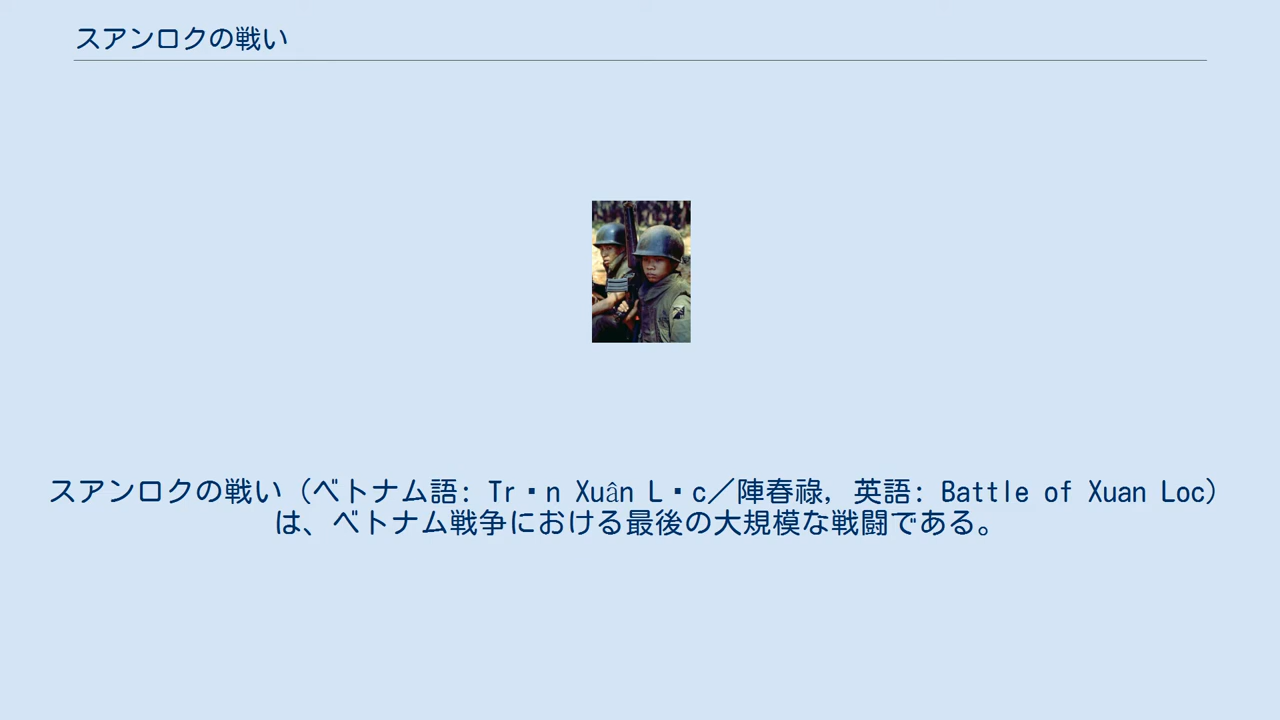 スアンロクの戦い
スアンロクの戦い（ベトナム語: Tr・n Xuân L・c／陣春祿, 英語: Battle of Xuan Loc）
は、ベトナム戦争における最後の大規模な戦闘である。